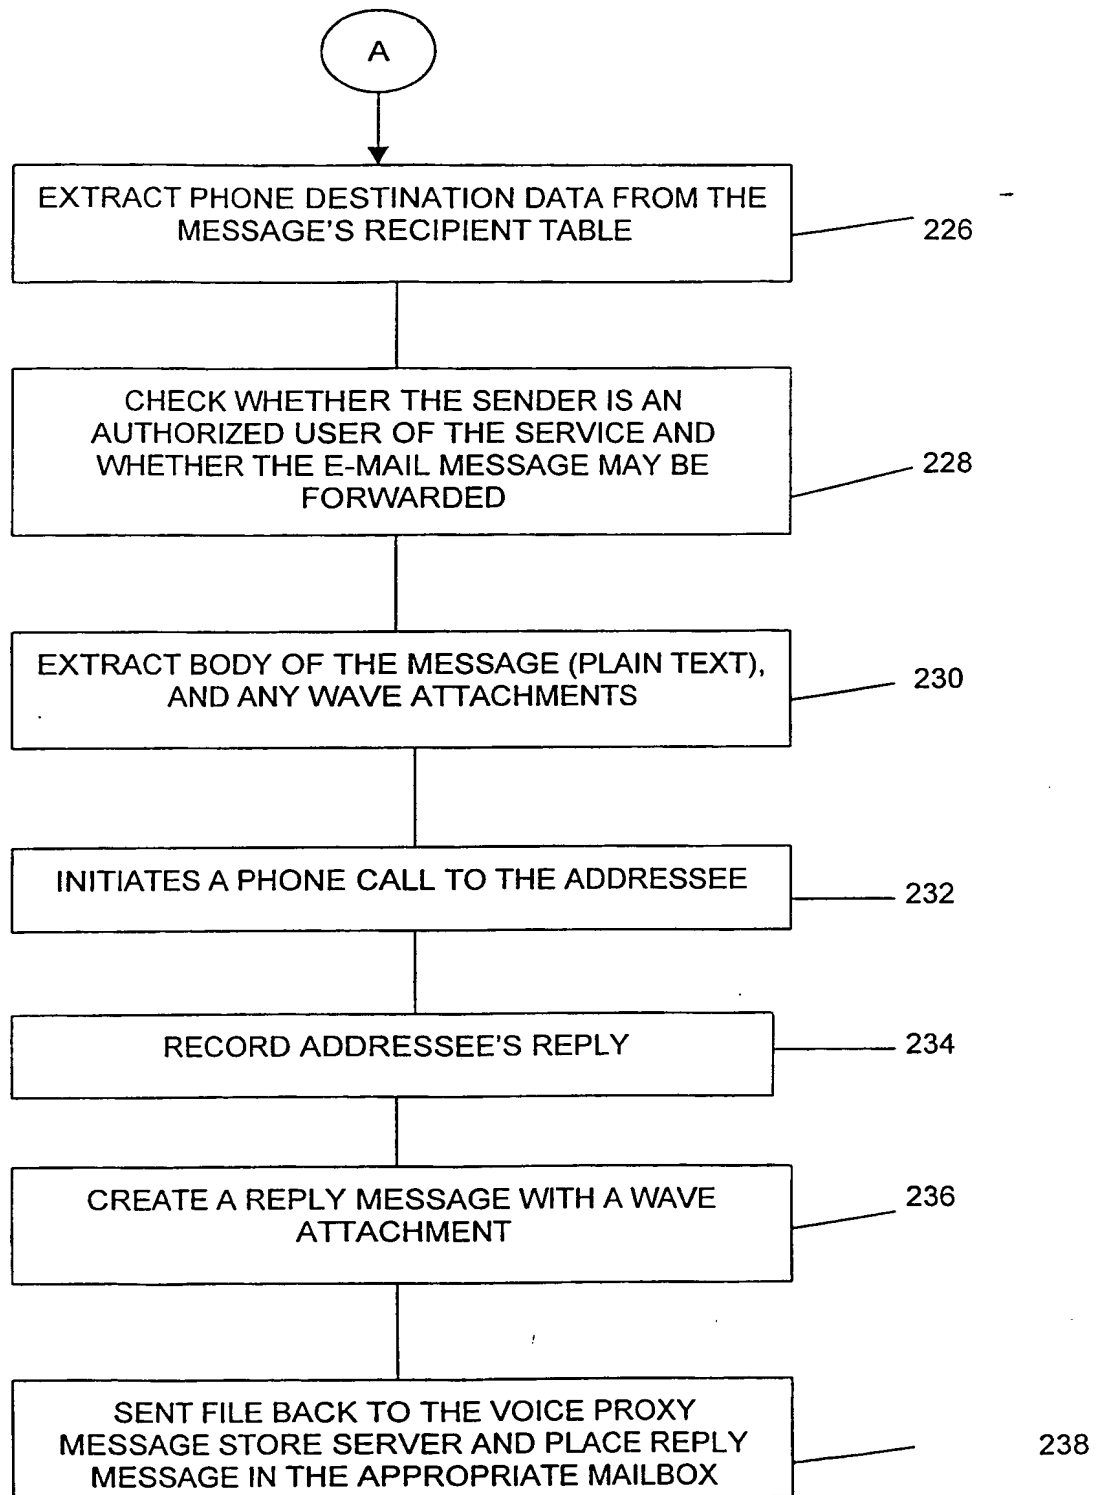 A
EXTRACT PHONE DESTINATION DATA FROM THE
MESSAGE'S RECIPIENT TABLE
226
CHECK WHETHER THE SENDER IS AN
AUTHORIZED USER OF THE SERVICE AND
WHETHER THE E-MAIL MESSAGE MAY BE
FORWARDED
228
EXTRACT BODY OF THE MESSAGE (PLAIN TEXT),
AND ANY WAVE ATTACHMENTS
230
INITIATES A PHONE CALL TO THE ADDRESSEE
232
RECORD ADDRESSEE'S REPLY
234
CREATE A REPLY MESSAGE WITH A WAVE
ATTACHMENT
236
SENT FILE BACK TO THE VOICE PROXY
MESSAGE STORE SERVER AND PLACE REPLY
MESSAGE IN THE APPROPRIATE MAILBOX
238